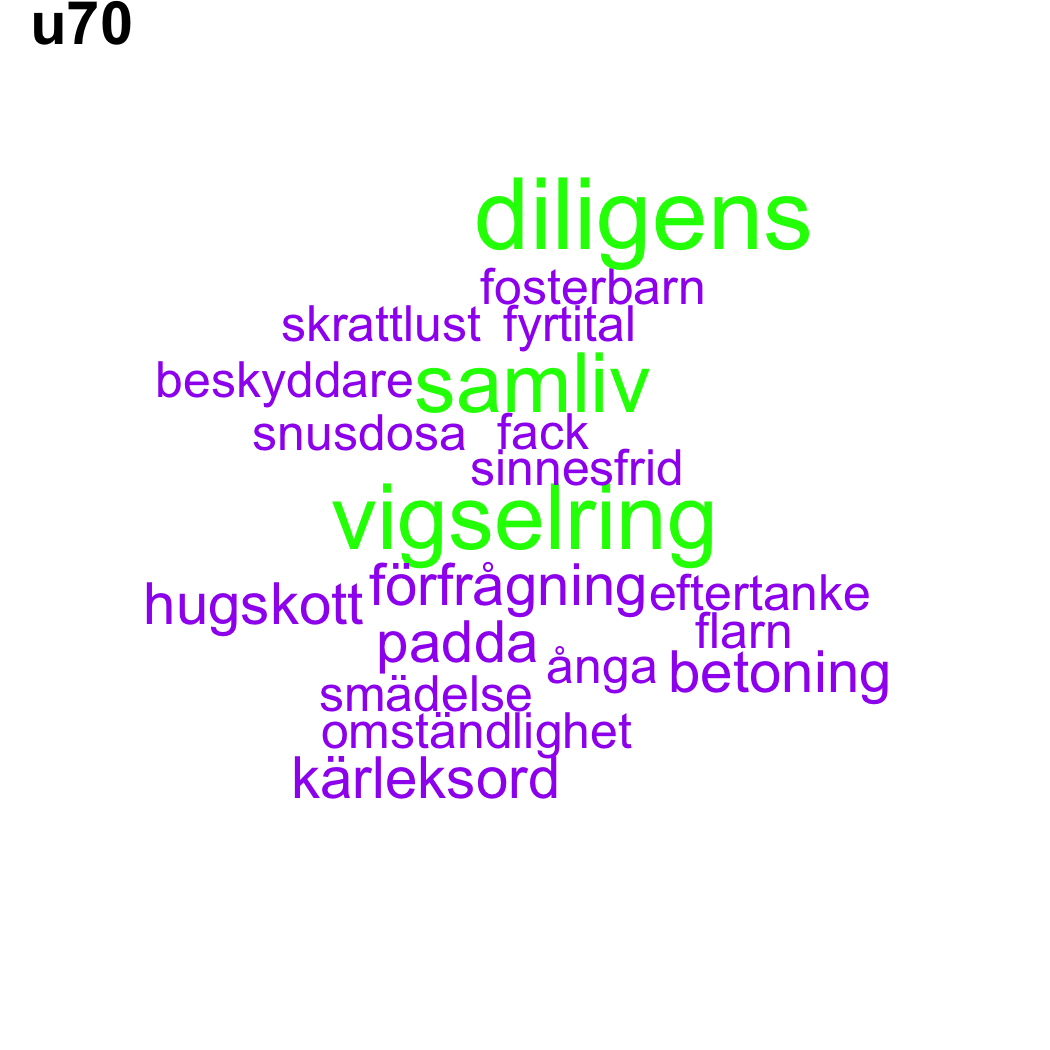 u70
diligens
fosterbarn
skrattlust fyrtital
beskyddare samliv
snusdosa fack
sinnesfrid
vigselring
hugskott förfrågning eftertanke
flarn
padda ånga betoning
smädelse
omständlighet
kärleksord